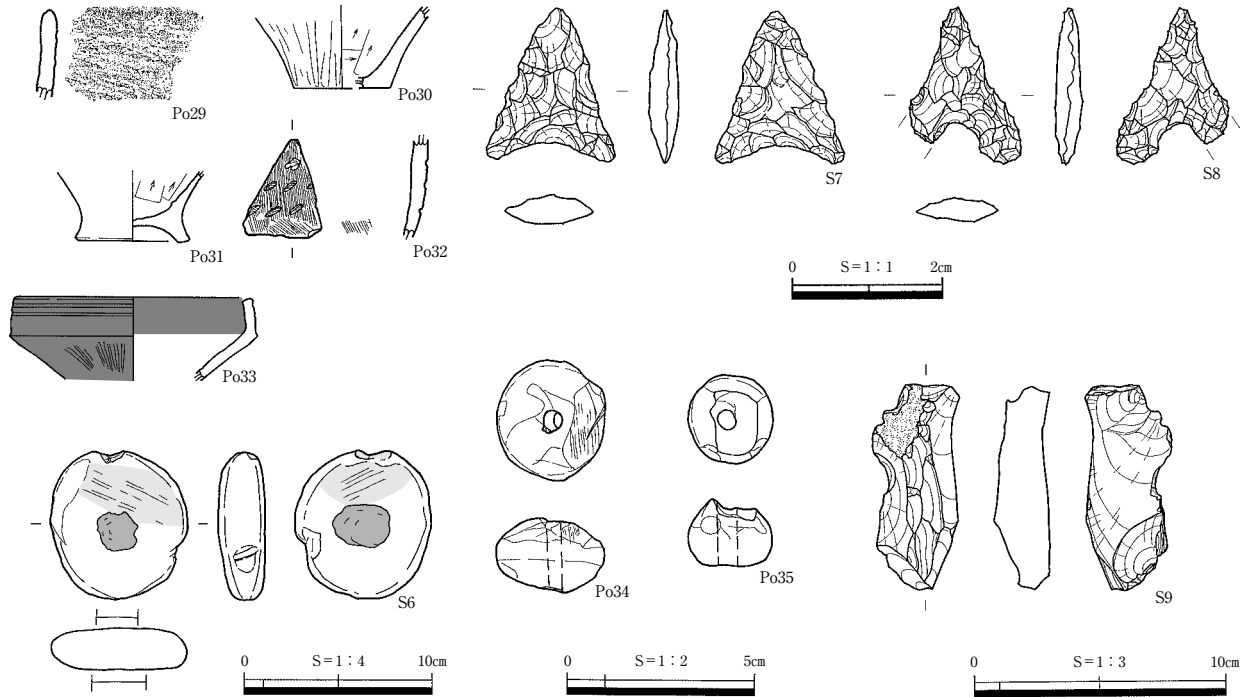 Po29
Po30
S7
S8
Po31
Po32
0 S=1：1 2cm
Po33
S6
Po34
Po35
S9
0 S=1：4 10cm
0 S=1：2 5cm
0 S=1：3 10cm